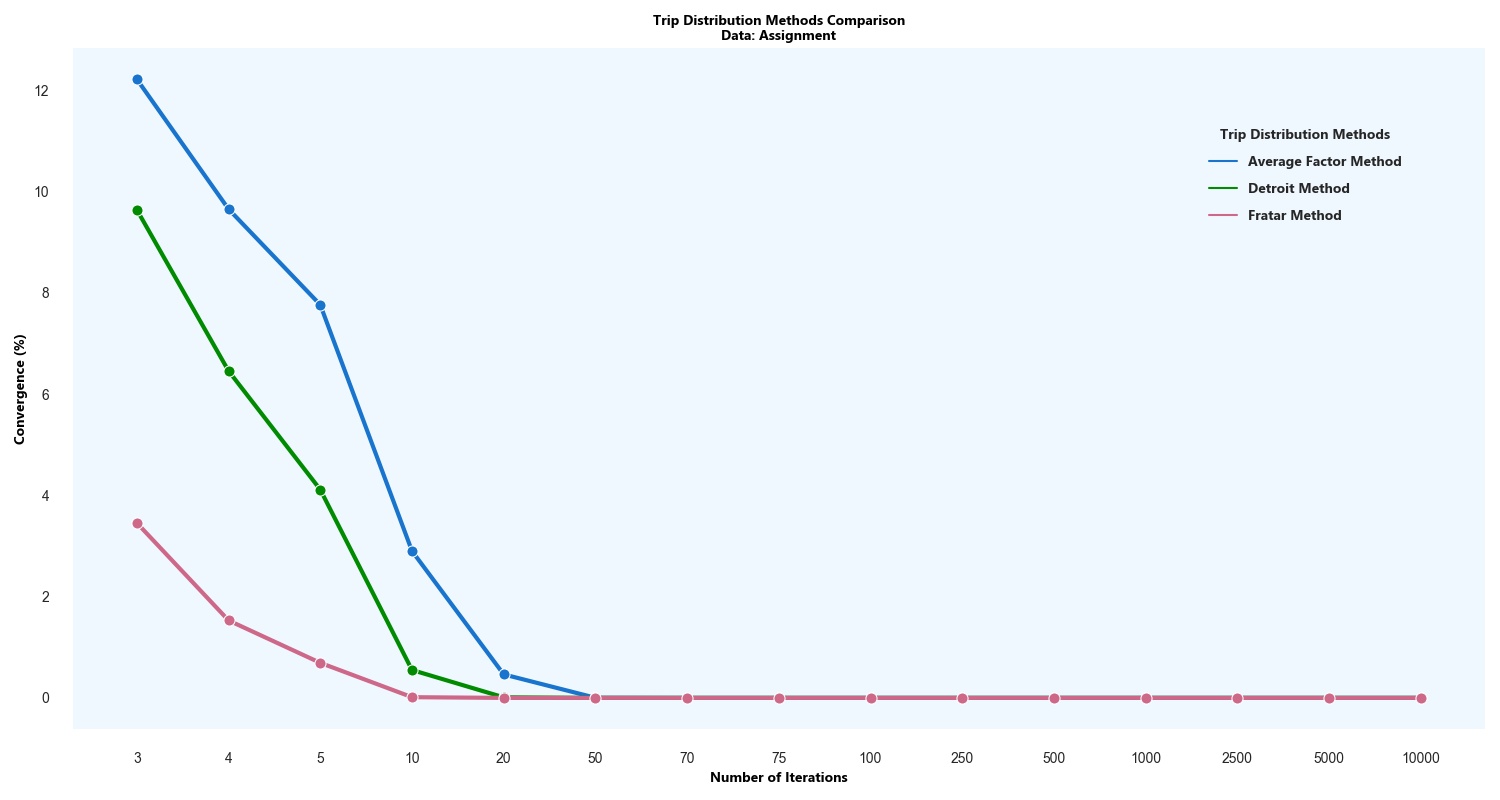 Trip Distribution Methods Comparison
Data: Assignment
12
10
8
6
4
2
0
Convergence (%)
Trip Distribution Methods
Average Factor Method
Detroit Method
Fratar Method
3 4 5 10 20 50 70 75 100 250 500 1000 2500 5000 10000
Number of Iterations